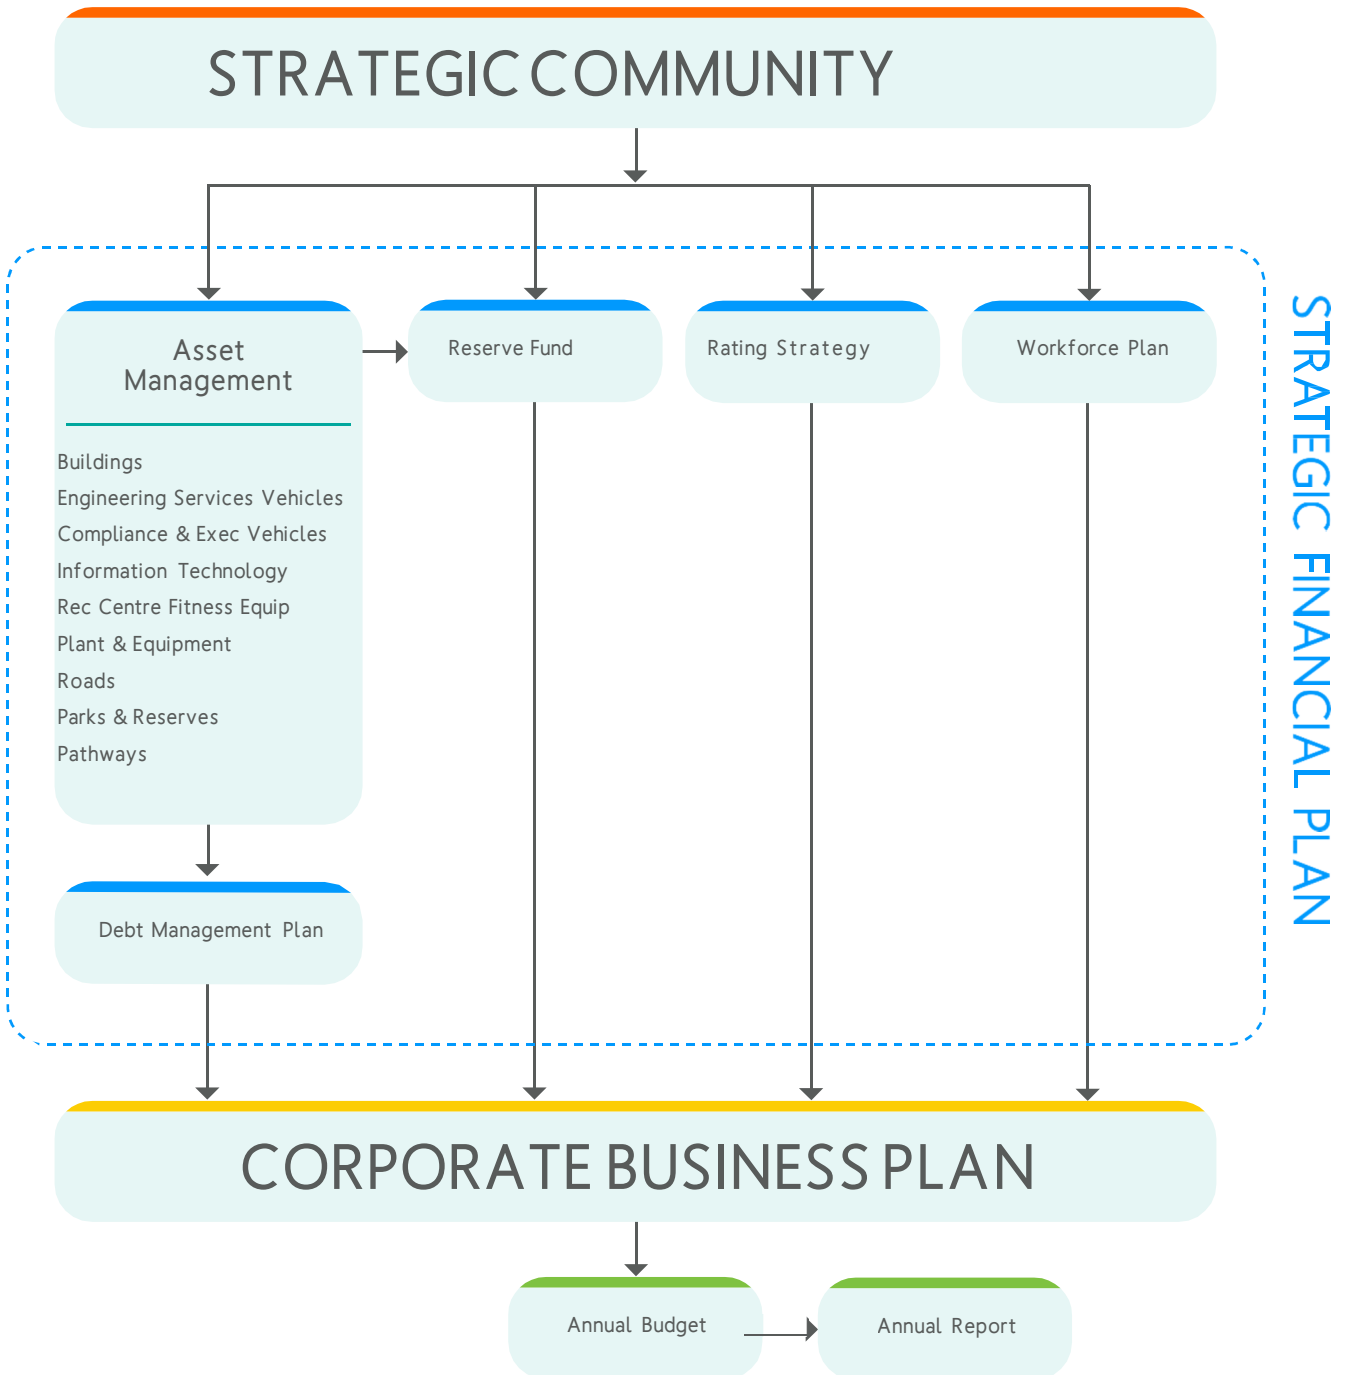 STRATEGIC COMMUNITY
Asset
Management
Buildings
Engineering Services Vehicles
Compliance & Exec Vehicles
Information Technology
Rec Centre Fitness Equip
Plant & Equipment
Roads
Parks & Reserves
Pathways
Reserve Fund
Rating Strategy
Workforce Plan
Debt Management Plan
STRATEGIC FINANCIAL PLAN
CORPORATE BUSINESS PLAN
Annual Budget
Annual Report